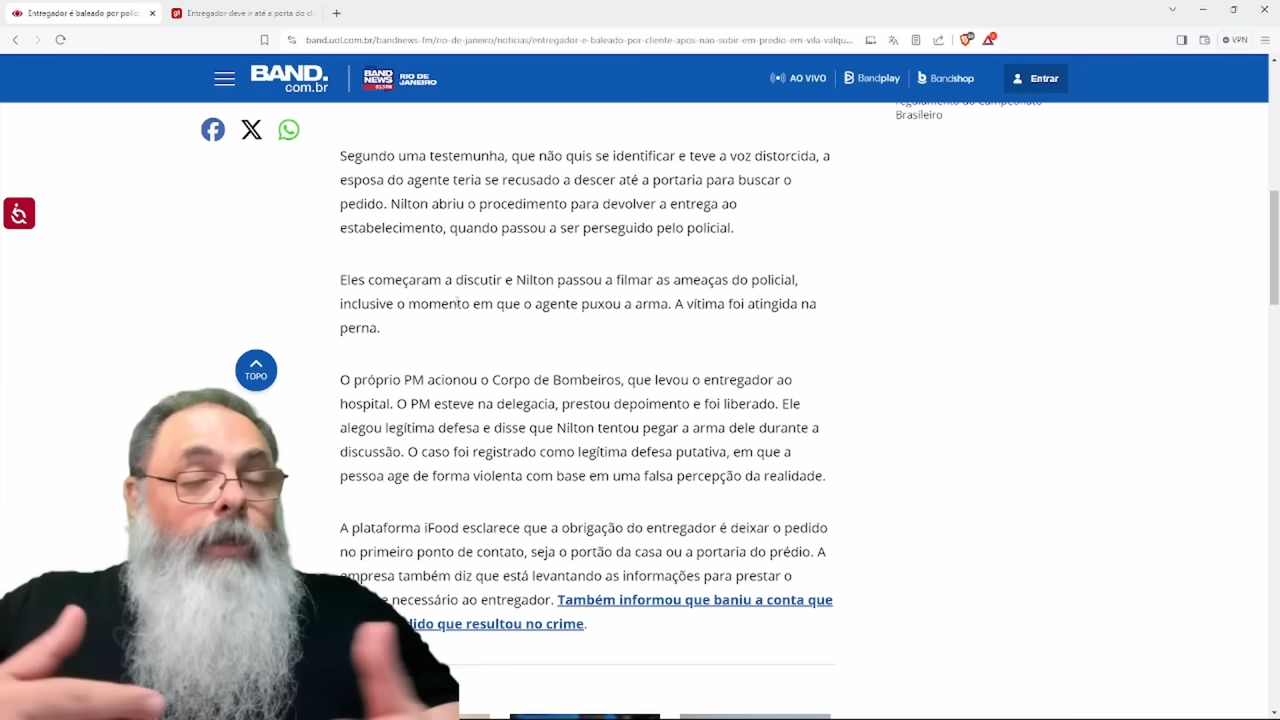 Entregador é baleado por polic
Entregador deve ir até a porta do cl
band.uol.com.br/bandnews-fm/rio-de-janeiro/noticias/entregador-e-baleado-por-cliente-apos-nao-subir-em-predio-em-vila-valqu...
VPN
BAND.
com.br
BAND
NEWS
RIO DE
JANEIRO
AO VIVO
Bandplay
Bandshop
Entrar
regulamento do Campeonato
Brasileiro
Segundo uma testemunha, que não quis se identificar e teve a voz distorcida, a
esposa do agente teria se recusado a descer até a portaria para buscar o
pedido. Nilton abriu o procedimento para devolver a entrega ao
estabelecimento, quando passou a ser perseguido pelo policial.
Eles começaram a discutir e Nilton passou a filmar as ameaças do policial,
inclusive o momento em que o agente puxou a arma. A vítima foi atingida na
perna.
TOPO
O próprio PM acionou o Corpo de Bombeiros, que levou o entregador ao
hospital. O PM esteve na delegacia, prestou depoimento e foi liberado. Ele
alegou legítima defesa e disse que Nilton tentou pegar a arma dele durante a
discussão. O caso foi registrado como legítima defesa putativa, em que a
pessoa age de forma violenta com base em uma falsa percepção da realidade.
A plataforma iFood esclarece que a obrigação do entregador é deixar o pedido
no primeiro ponto de contato, seja o portão da casa ou a portaria do prédio. A
empresa também diz que está levantando as informações para prestar o
necessário ao entregador. Também informou que baniu a conta que
dido que resultou no crime.